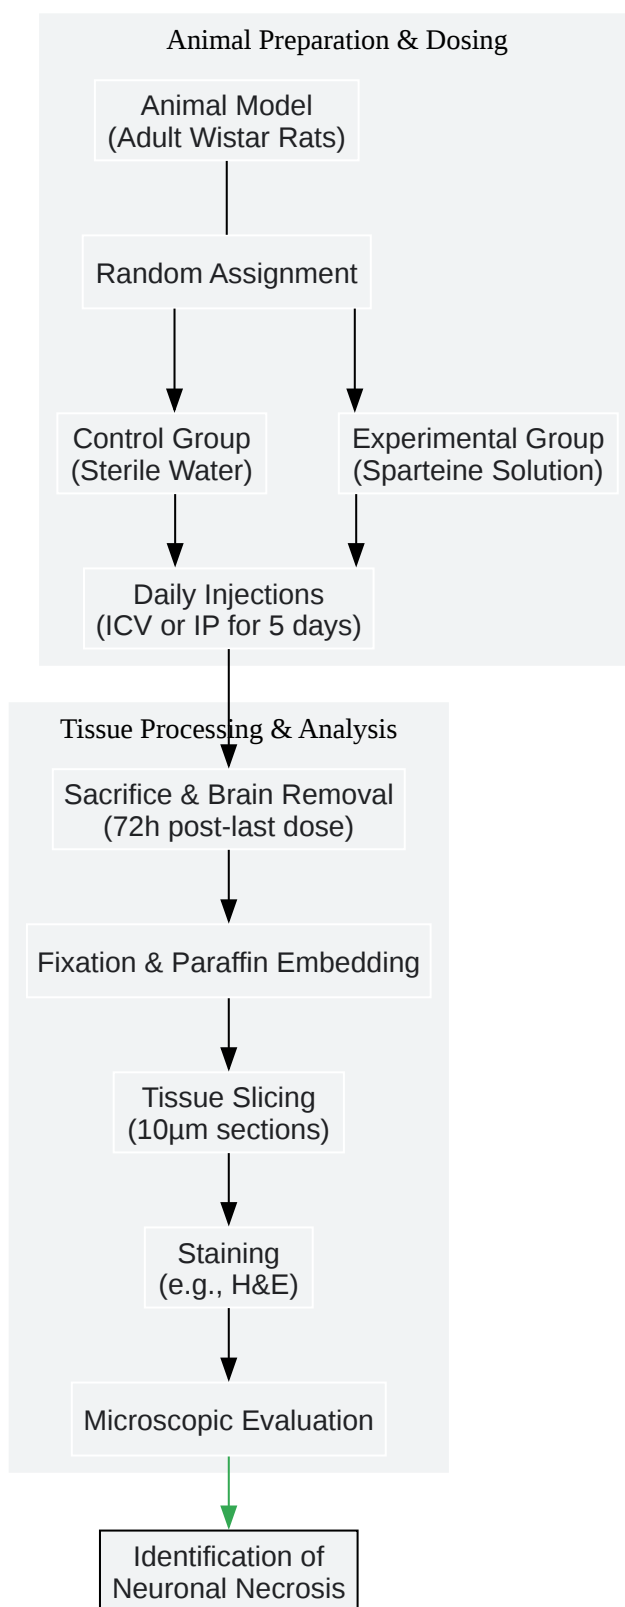 Animal Preparation & Dosing
Animal Model
(Adult Wistar Rats)
Random Assignment
Control Group
(Sterile Water)
Experimental Group
(Sparteine Solution)
Daily Injections
(ICV or IP for 5 days)
Tissue Processing & Analysis
Sacrifice & Brain Removal
(72h post-last dose)
Fixation & Paraffin Embedding
Tissue Slicing
(10µm sections)
Staining
(e.g., H&E)
Microscopic Evaluation
Identification of
Neuronal Necrosis